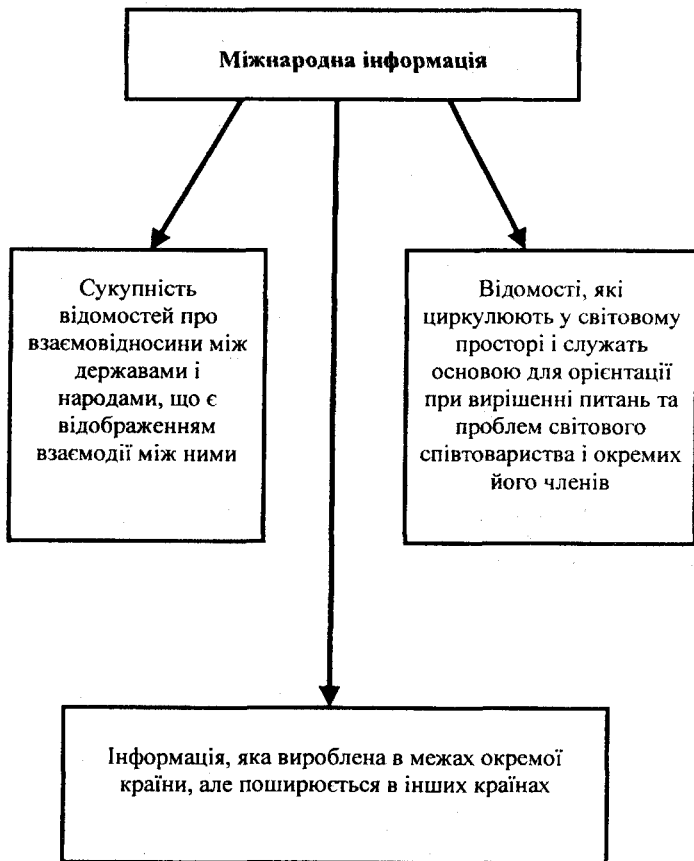 Міжнародна інформація
Сукупність
відомостей про
взаємовідносини між
державами і
народами, що є
відображенням
взаємодії між ними
Відомості, які
циркулюють у світовому
просторі і служать
основою для орієнтації
при вирішенні питань та
проблем світового
співтовариства і окремих
його членів
Інформація, яка вироблена в межах окремої
країни, але поширюється в інших країнах